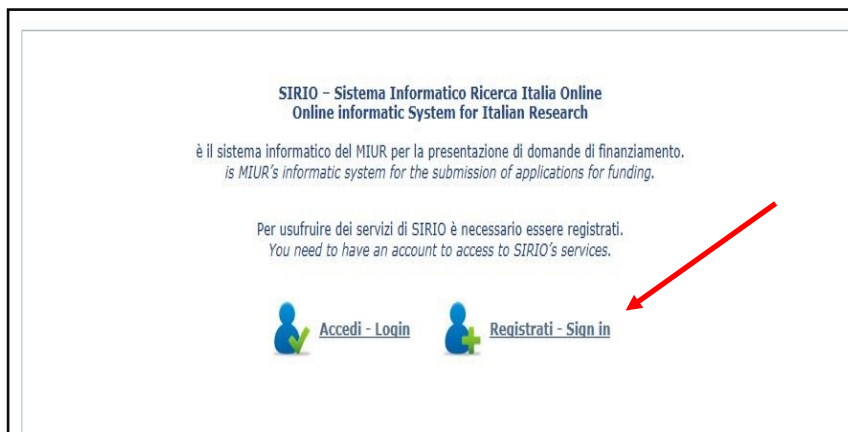 SIRIO – Sistema Informatico Ricerca Italia Online
Online informatic System for Italian Research
è il sistema informatico del MIUR per la presentazione di domande di finanziamento.
is MIUR's informatic system for the submission of applications for funding.
Per usufruire dei servizi di SIRIO è necessario essere registrati.
You need to have an account to access to SIRIO's services.
Accedi - Login Registrati - Sign in